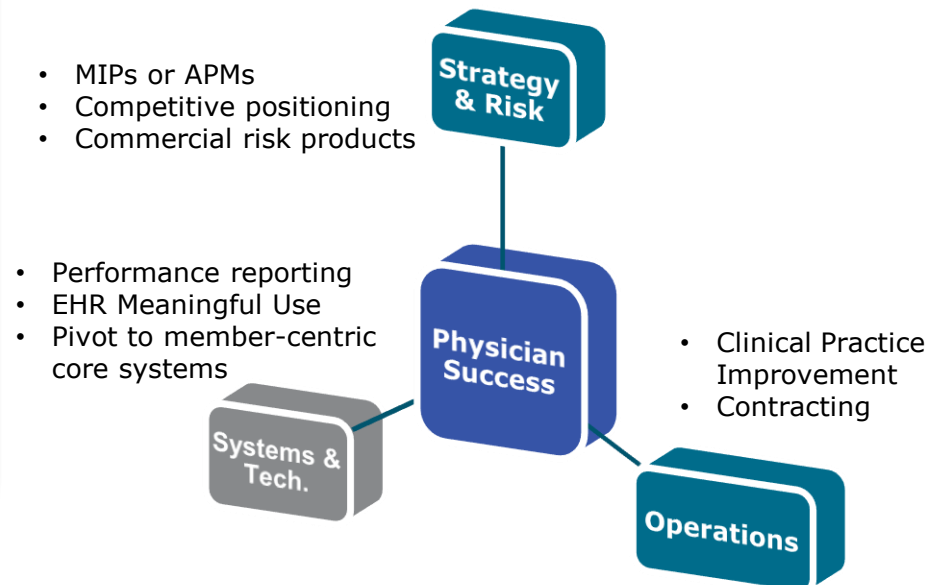 Strategy
& Risk
• MIPs or APMs
• Competitive positioning
• Commercial risk products
• Performance reporting
• EHR Meaningful Use
• Pivot to member-centric
core systems
Physician
Success
• Clinical Practice
Improvement
• Contracting
Systems &
Tech.
Operations